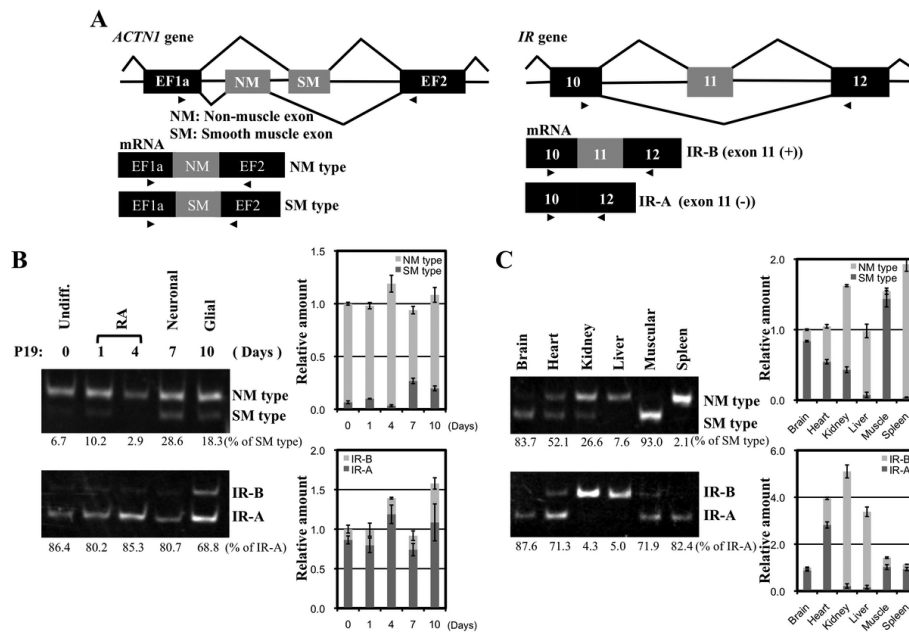 A
ACTN1 gene
EF1a NM SM EF2
NM: Non-muscle exon
SM: Smooth muscle exon
mRNA
EF1a NM EF2 NM type
EF1a SM EF2 SM type
IR gene
10 11 12
mRNA
10 11 12 IR-B (exon 11 (+))
10 12 IR-A (exon 11 (-))
B
Undiff. RA Neuronal Glial
P19: 0 1 4 7 10 (Days)
NM type
SM type
6.7 10.2 2.9 28.6 18.3 (% of SM type)
IR-B
IR-A
86.4 80.2 85.3 80.7 68.8 (% of IR-A)
Relative amount
1.5
1.0
0.5
0.0
NM type
SM type
0 1 4 7 10 (Days)
Relative amount
2.0
1.5
1.0
0.5
0.0
IR-B
IR-A
0 1 4 7 10 (Days)
C
Brain Heart Kidney Liver Muscular Spleen
NM type
SM type
83.7 52.1 26.6 7.6 93.0 2.1 (% of SM type)
IR-B
IR-A
87.6 71.3 4.3 5.0 71.9 82.4 (% of IR-A)
Relative amount
2.0
1.0
0.0
NM type
SM type
Brain Heart Kidney Liver Muscle Spleen
Relative amount
6.0
4.0
2.0
0.0
IR-B
IR-A
Brain Heart Kidney Liver Muscle Spleen